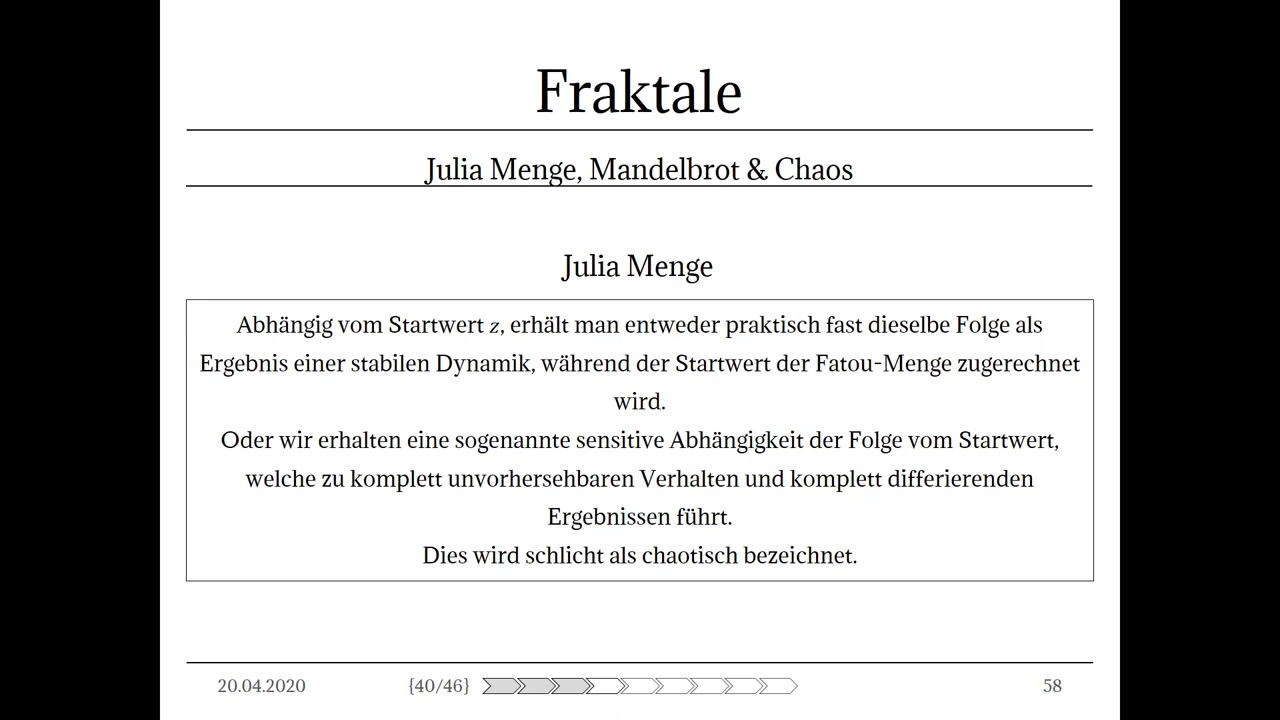 Fraktale
Julia Menge, Mandelbrot & Chaos
Julia Menge
Abhängig vom Startwert z, erhält man entweder praktisch fast dieselbe Folge als
Ergebnis einer stabilen Dynamik, während der Startwert der Fatou-Menge zugerechnet
wird.
Oder wir erhalten eine sogenannte sensitive Abhängigkeit der Folge vom Startwert,
welche zu komplett unvorhersehbaren Verhalten und komplett differierenden
Ergebnissen führt.
Dies wird schlicht als chaotisch bezeichnet.
20.04.2020 {40/46} 58